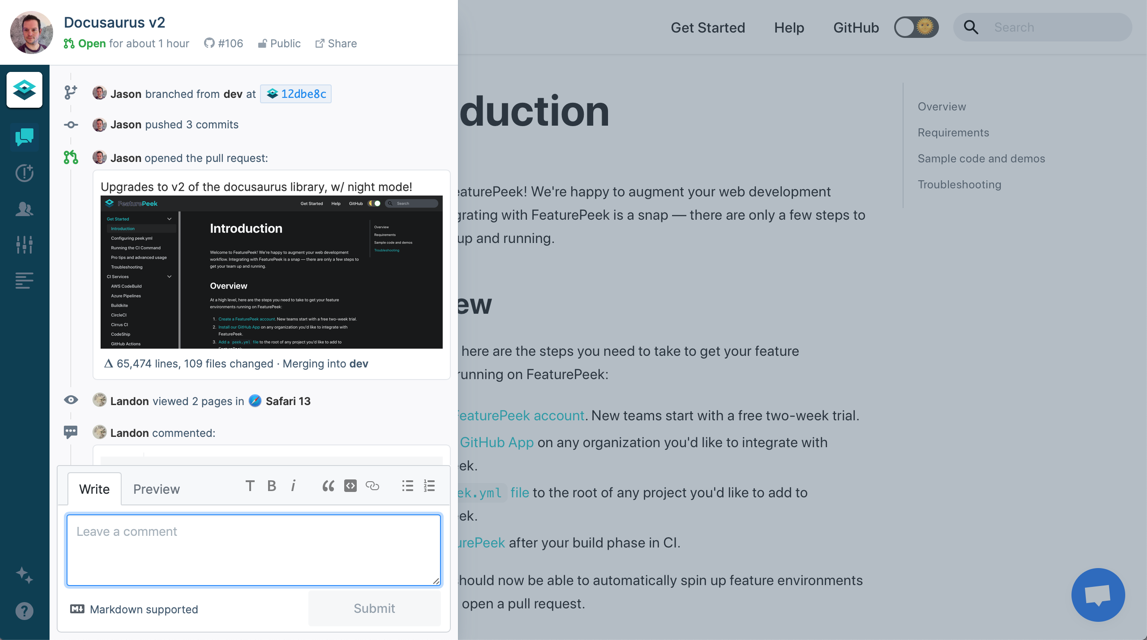 Docusaurus v2
Open for about 1 hour #106 Public Share
Jason branched from dev at 12dbe8c
Jason pushed 3 commits
Jason opened the pull request:
Upgrades to v2 of the docusaurus library, w/ night mode!
FeaturePeek
Get Started Help GitHub Search
Get Started
Introduction
Configuring peek.yml
Running the CI Command
Pro tips and advanced usage
Troubleshooting
CI Services
AWS CodeBuild
Azure Pipelines
Buildkite
CircleCI
Cirrus CI
CodeShip
GitHub Actions
Introduction
Welcome to FeaturePeek! We're happy to augment your web development
workflow. Integrating with FeaturePeek is a snap — there are only a few steps to
get your team up and running.
Overview
At a high level, here are the steps you need to take to get your feature
environments running on FeaturePeek:
1. Create a FeaturePeek account. New teams start with a free two-week trial.
2. Install our GitHub App on any organization you'd like to integrate with
FeaturePeek.
3. Add a peek.yml file to the root of any project you'd like to add to
FeaturePeek.
Overview
Requirements
Sample code and demos
Troubleshooting
Δ 65,474 lines, 109 files changed · Merging into dev
Landon viewed 2 pages in Safari 13
Landon commented:
Write Preview
T B i
Leave a comment
Markdown supported
Submit
Get Started Help GitHub Search
duction
eaturePeek! We're happy to augment your web development
grating with FeaturePeek is a snap — there are only a few steps to
up and running.
ew
here are the steps you need to take to get your feature
running on FeaturePeek:
FeaturePeek account. New teams start with a free two-week trial.
GitHub App on any organization you'd like to integrate with
ek.
ek.yml file to the root of any project you'd like to add to
ek.
urePeek after your build phase in CI.
hould now be able to automatically spin up feature environments
open a pull request.
Overview
Requirements
Sample code and demos
Troubleshooting